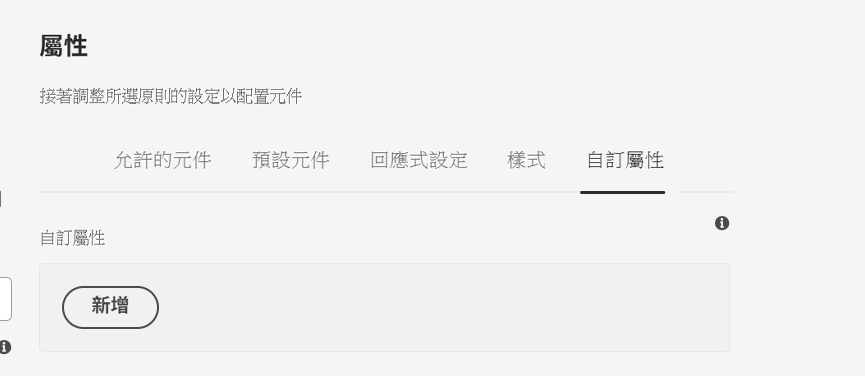 屬性
接著調整所選原則的設定以配置元件
允許的元件 預設元件 回應式設定 樣式 自訂屬性
自訂屬性
新增